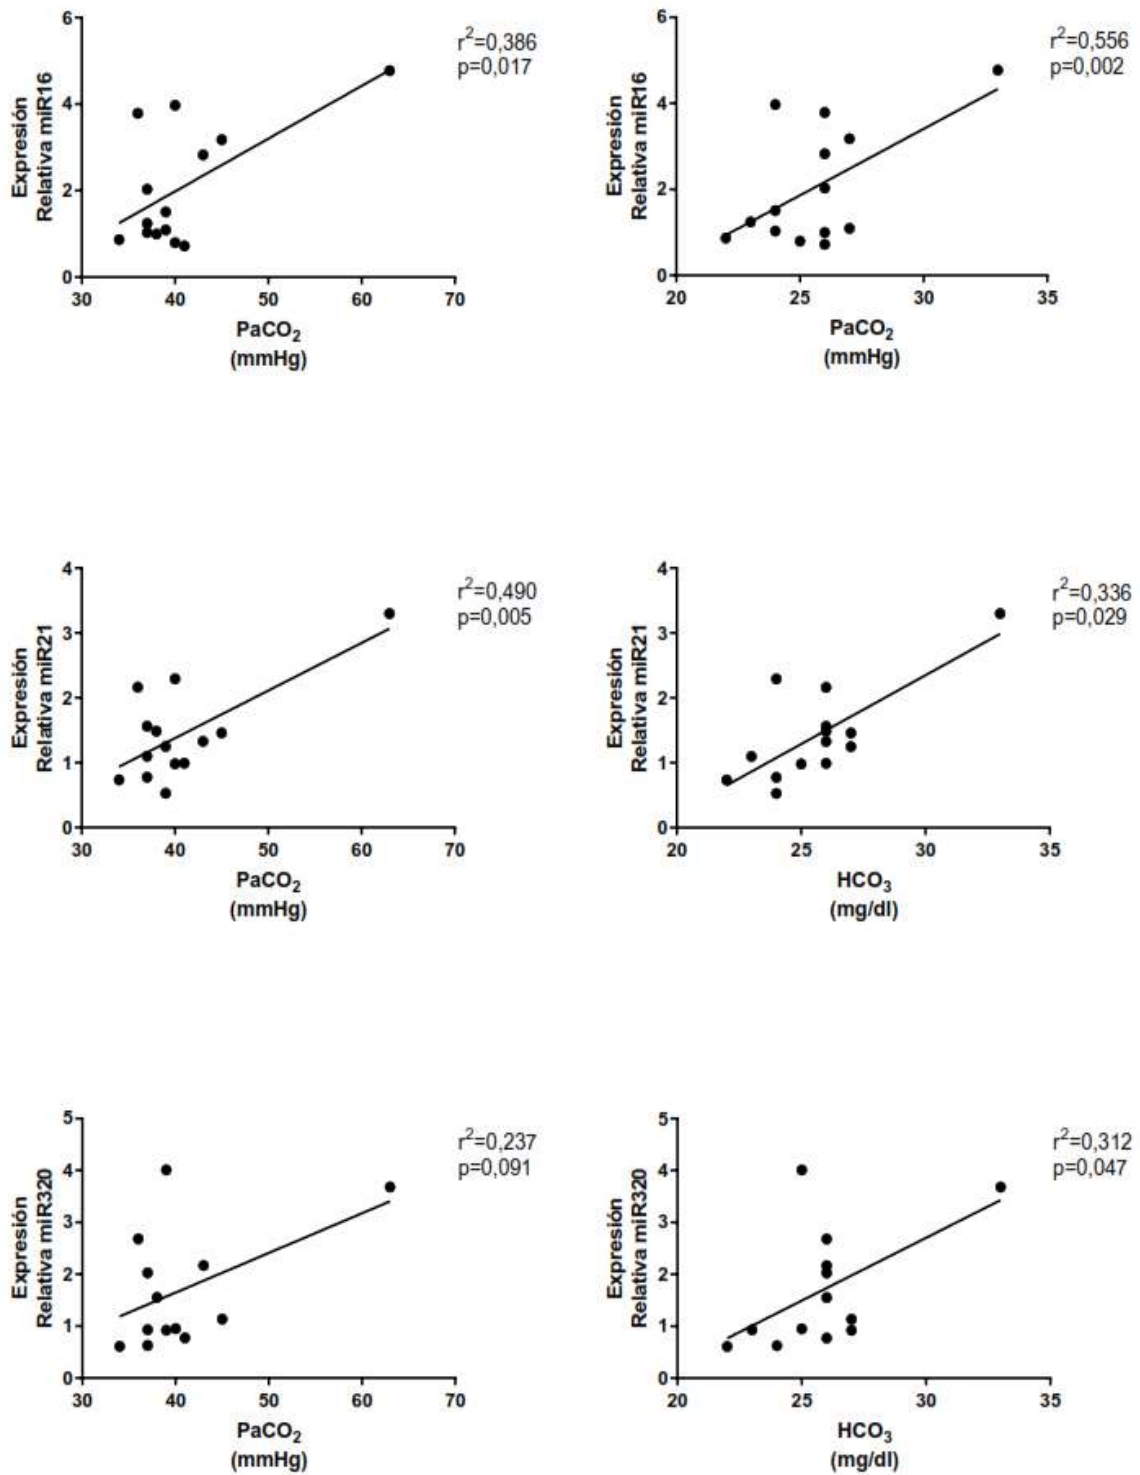 6
4
2
0
Expresión
Relativa miR16
r²=0,386
p=0,017
30 40 50 60 70
PaCO₂
(mmHg)
6
4
2
0
Expresión
Relativa miR16
r²=0,556
p=0,002
20 25 30 35
PaCO₂
(mmHg)
4
3
2
1
0
Expresión
Relativa miR21
r²=0,490
p=0,005
30 40 50 60 70
PaCO₂
(mmHg)
4
3
2
1
0
Expresión
Relativa miR21
r²=0,336
p=0,029
20 25 30 35
HCO₃
(mg/dl)
5
4
3
2
1
0
Expresión
Relativa miR320
r²=0,237
p=0,091
30 40 50 60 70
PaCO₂
(mmHg)
5
4
3
2
1
0
Expresión
Relativa miR320
r²=0,312
p=0,047
20 25 30 35
HCO₃
(mg/dl)